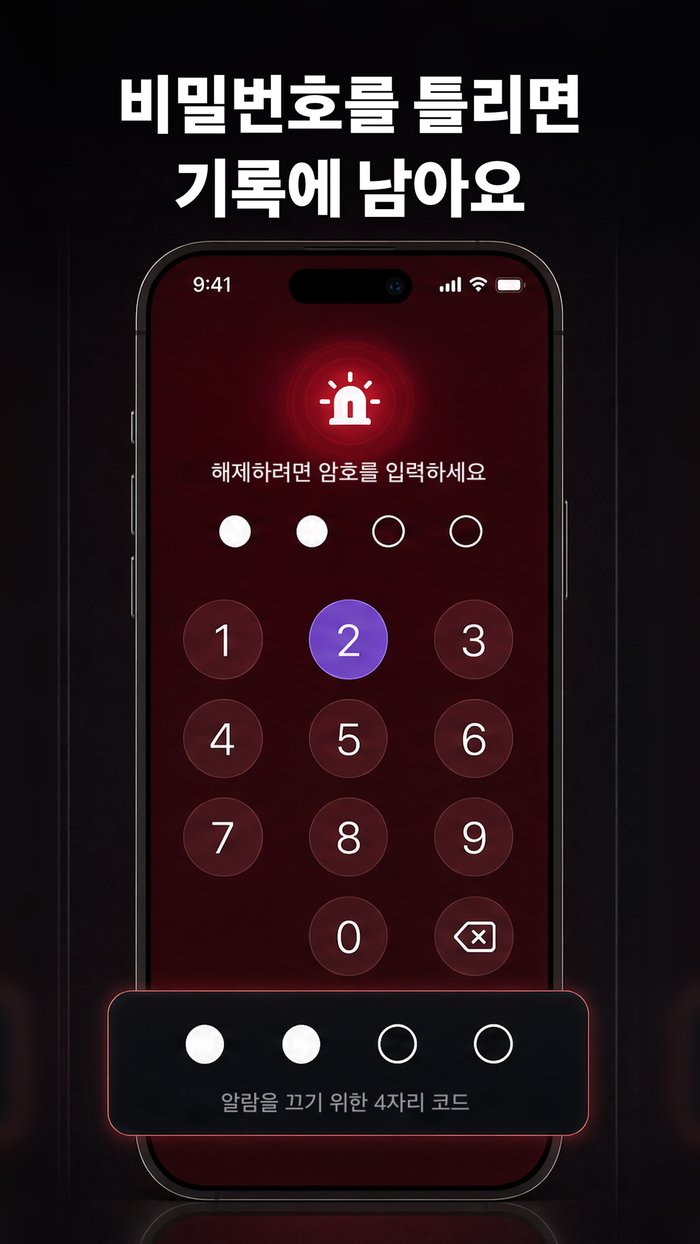 비밀번호를 틀리면
기록에 남아요
9:41
해제하려면 암호를 입력하세요
1 2 3
4 5 6
7 8 9
0
알람을 끄기 위한 4자리 코드